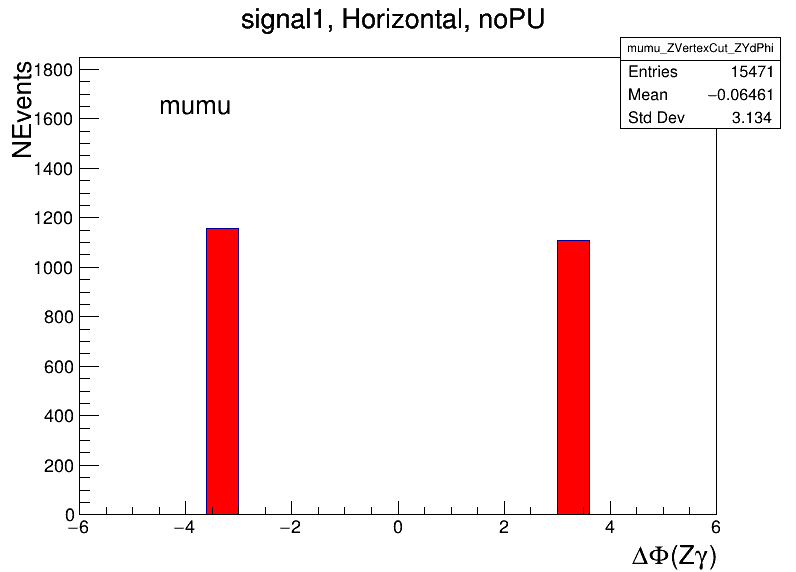 signal1, Horizontal, noPU
mumu_ZVertexCut_ZYdPhi
Entries 15471
Mean −0.06461
Std Dev 3.134
NEvents
mumu
1800
1600
1400
1200
1000
800
600
400
200
0
−6 −4 −2 0 2 4 6
ΔΦ(Zγ)